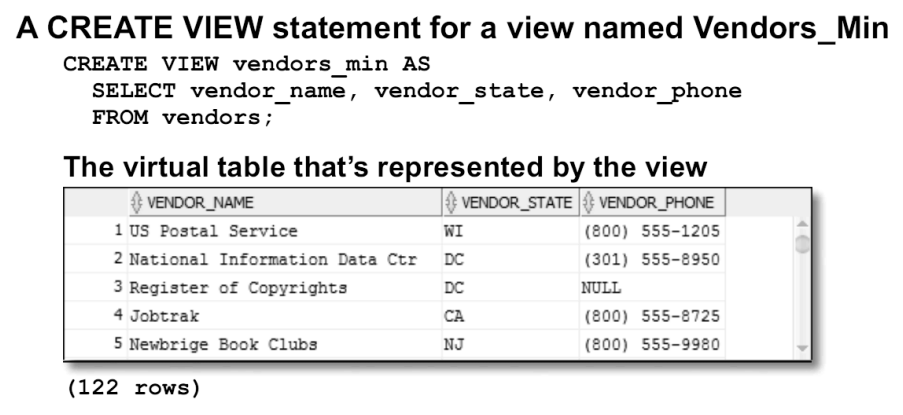 A CREATE VIEW statement for a view named Vendors_Min
CREATE VIEW vendors_min AS
SELECT vendor_name, vendor_state, vendor_phone
FROM vendors;
The virtual table that’s represented by the view
VENDOR_NAME VENDOR_STATE VENDOR_PHONE
1 US Postal Service WI (800) 555-1205
2 National Information Data Ctr DC (301) 555-8950
3 Register of Copyrights DC NULL
4 Jobtrak CA (800) 555-8725
5 Newbrige Book Clubs NJ (800) 555-9980
(122 rows)